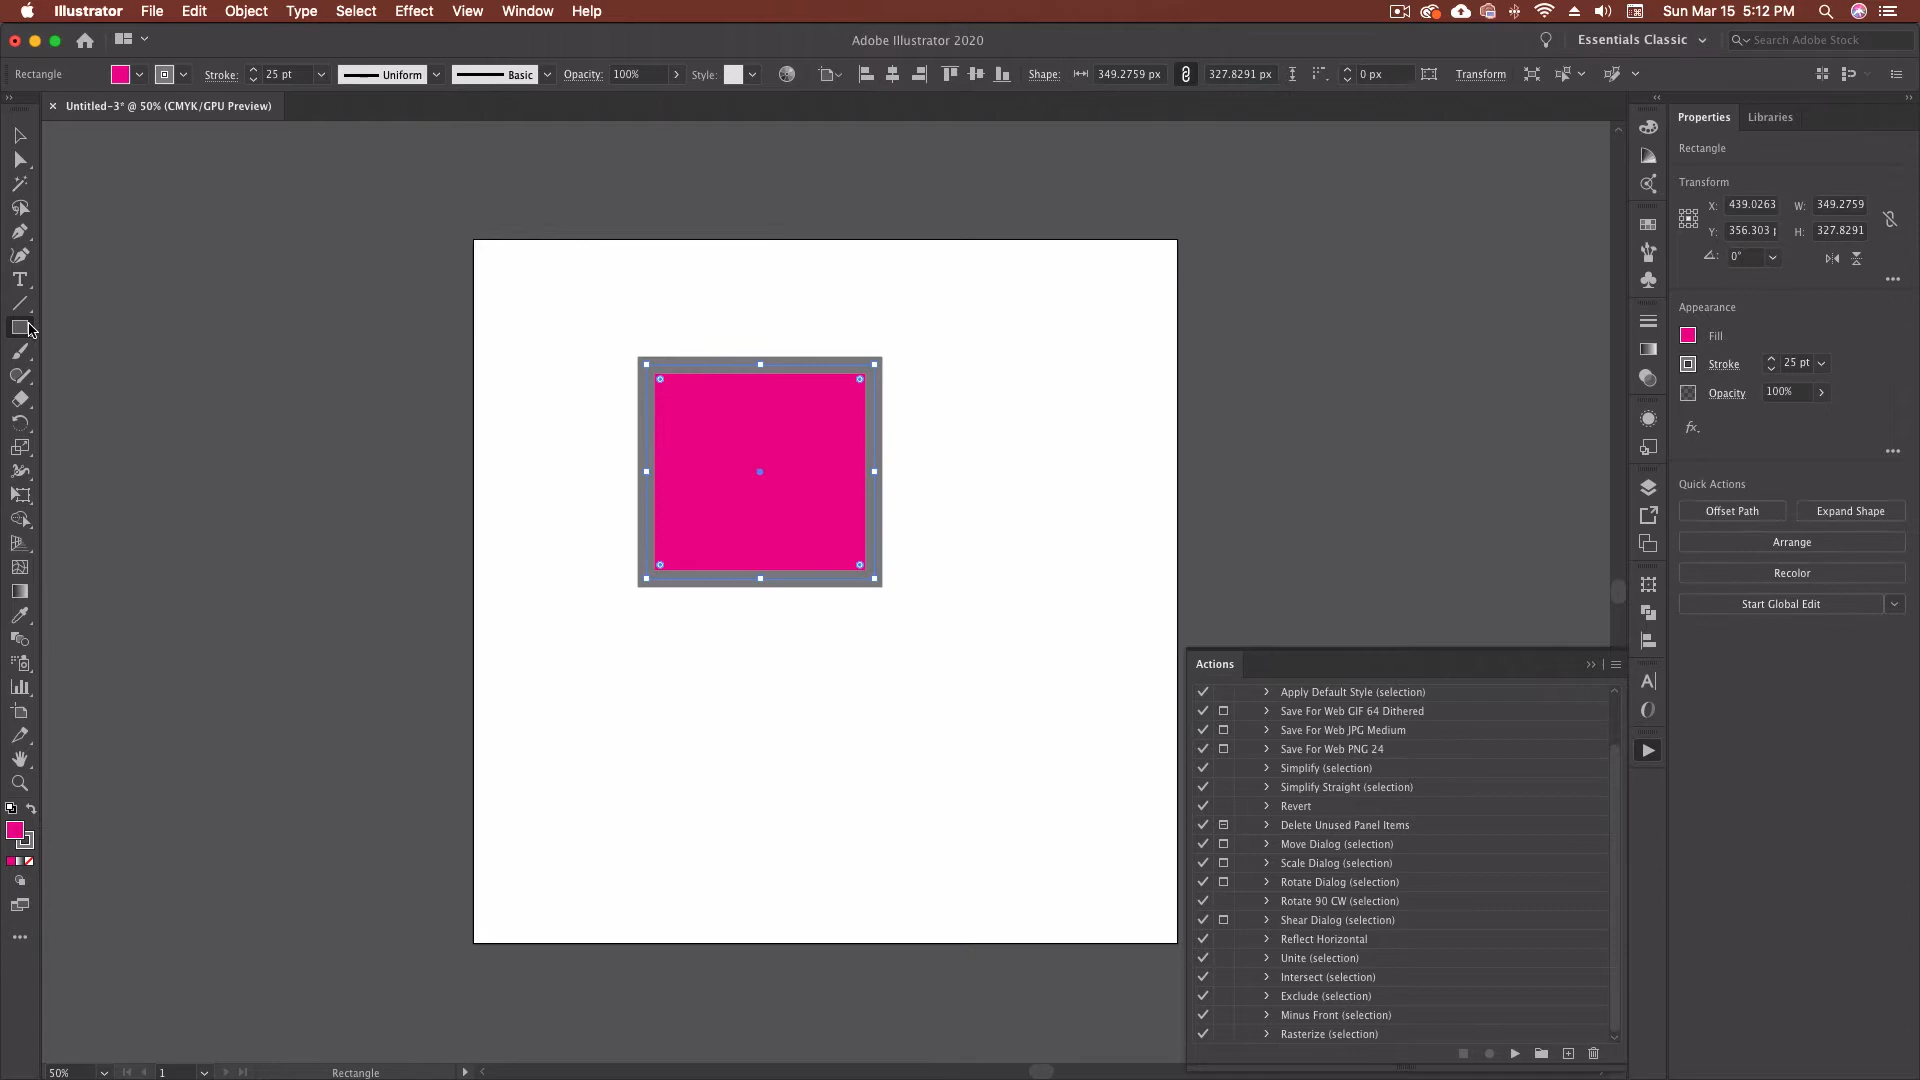 Illustrator File Edit Object Type Select Effect View Window Help Sun Mar 15 5:12 PM
Adobe Illustrator 2020 Essentials Classic Search Adobe Stock
Rectangle Stroke: 25 pt Uniform Basic Opacity: 100% Style: Shape: 349.2759 px 327.8291 px 0 px Transform
× Untitled-3* @ 50% (CMYK/GPU Preview)
Properties Libraries
Rectangle
Transform
X: 439.0263 W: 349.2759
Y: 356.303 H: 327.8291
0°
Appearance
Fill
Stroke 25 pt
Opacity 100%
fx.
Quick Actions
Offset Path Expand Shape
Arrange
Recolor
Start Global Edit
Actions
Apply Default Style (selection)
Save For Web GIF 64 Dithered
Save For Web JPG Medium
Save For Web PNG 24
Simplify (selection)
Simplify Straight (selection)
Revert
Delete Unused Panel Items
Move Dialog (selection)
Scale Dialog (selection)
Rotate Dialog (selection)
Rotate 90 CW (selection)
Shear Dialog (selection)
Reflect Horizontal
Unite (selection)
Intersect (selection)
Exclude (selection)
Minus Front (selection)
Rasterize (selection)
50% 1 Rectangle